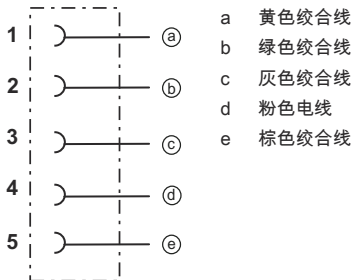 1 ⓐ
2 ⓑ
3 ⓒ
4 ⓓ
5 ⓔ
a 黄色绞合线
b 绿色绞合线
c 灰色绞合线
d 粉色电线
e 棕色绞合线